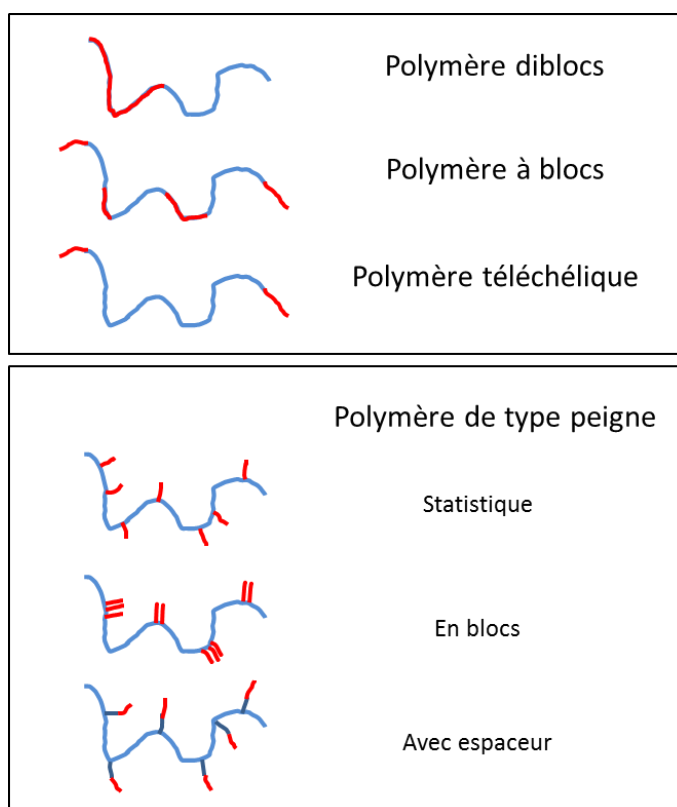 Polymère diblocs
Polymère à blocs
Polymère téléchélique
Polymère de type peigne
Statistique
En blocs
Avec espaceur